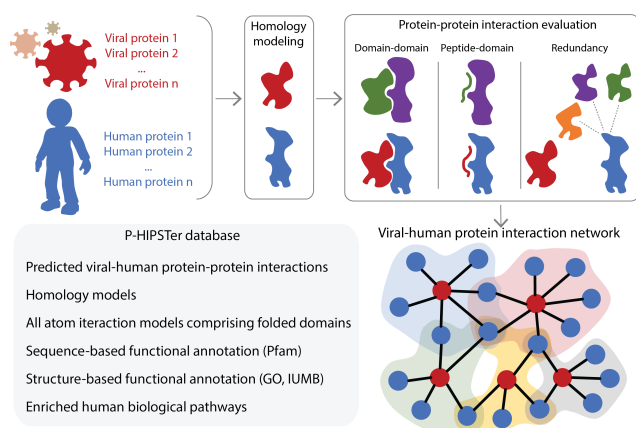 Viral protein 1
Viral protein 2
...
Viral protein n
Human protein 1
Human protein 2
...
Human protein n
Homology
modeling
Protein-protein interaction evaluation
Domain-domain
Peptide-domain
Redundancy
P-HIPSTer database
Predicted viral-human protein-protein interactions
Homology models
All atom iteraction models comprising folded domains
Sequence-based functional annotation (Pfam)
Structure-based functional annotation (GO, IUMB)
Enriched human biological pathways
Viral-human protein interaction network